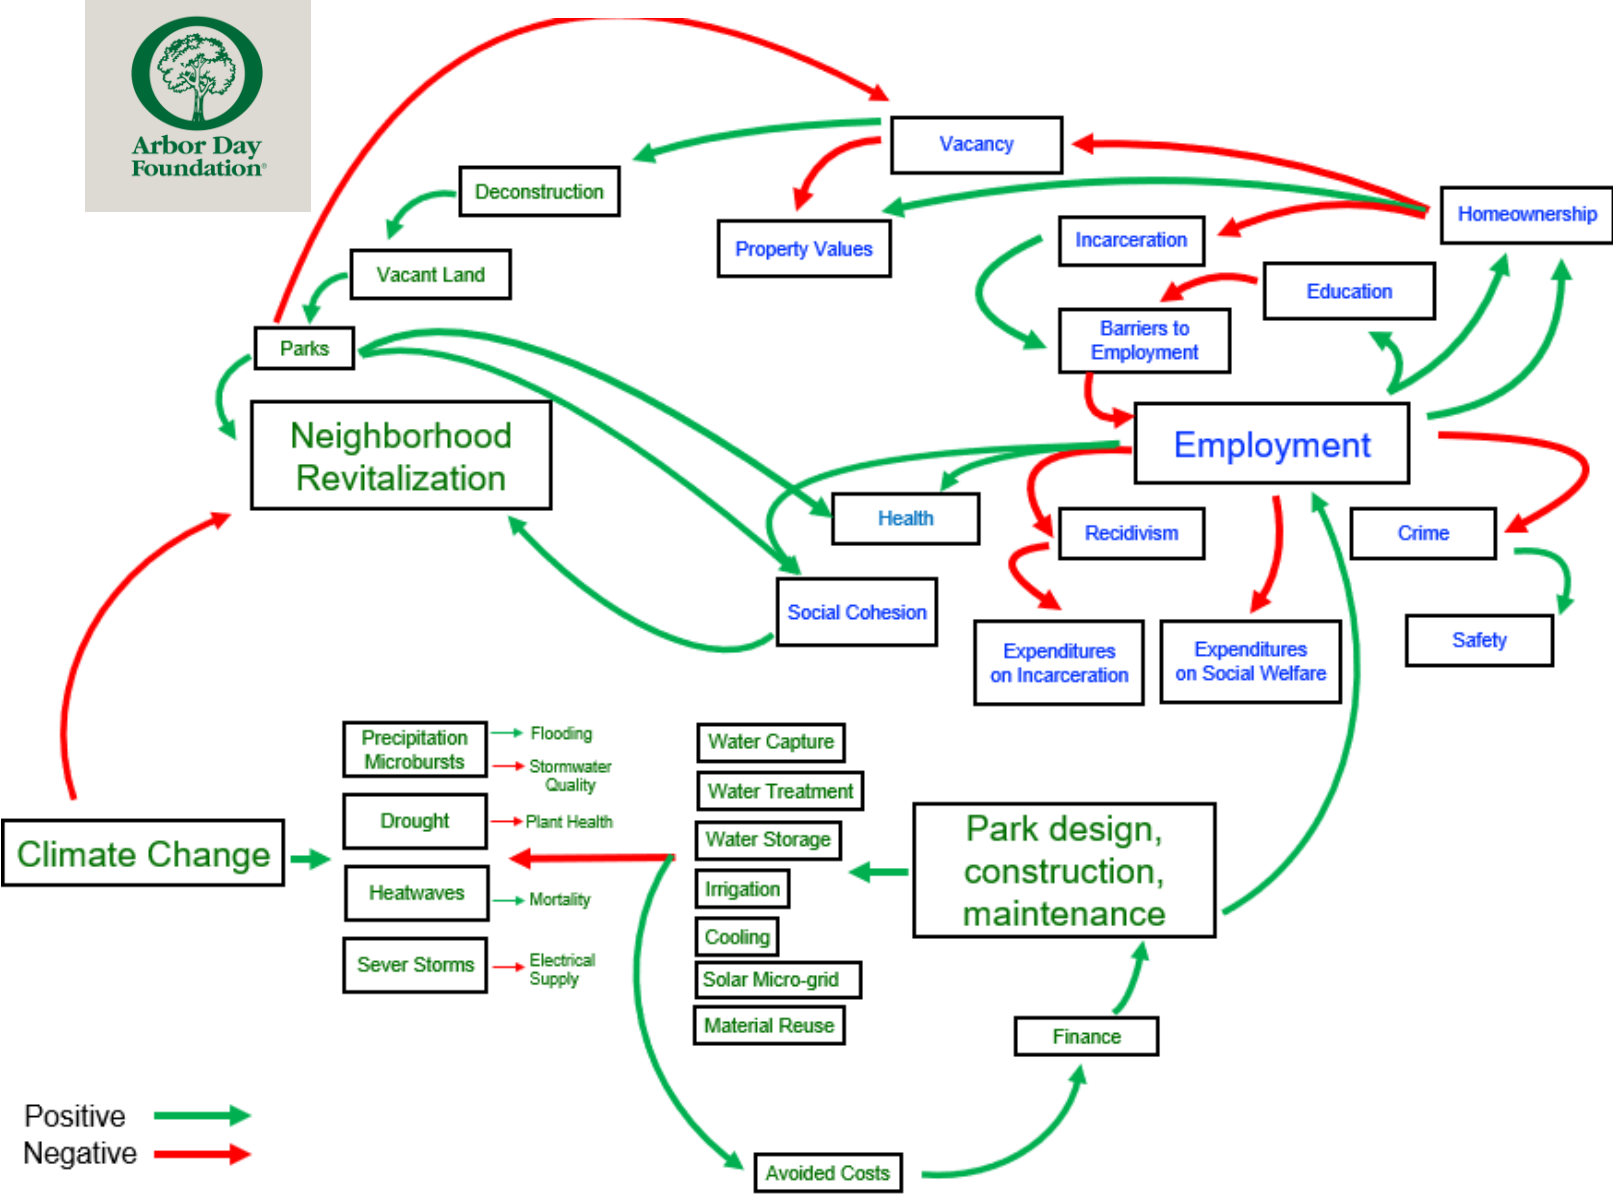 Arbor Day
Foundation®
Vacancy
Deconstruction
Homeownership
Property Values
Incarceration
Vacant Land
Education
Parks
Barriers to
Employment
Neighborhood
Revitalization
Employment
Health
Recidivism
Crime
Social Cohesion
Expenditures
on Incarceration
Expenditures
on Social Welfare
Safety
Precipitation
Microbursts
Flooding
Stormwater
Quality
Drought
Plant Health
Climate Change
Heatwaves
Mortality
Sever Storms
Electrical
Supply
Water Capture
Water Treatment
Water Storage
Irrigation
Cooling
Solar Micro-grid
Material Reuse
Park design,
construction,
maintenance
Finance
Avoided Costs
Positive
Negative